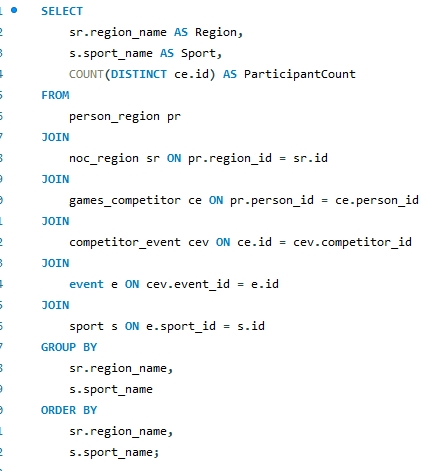 SELECT
sr.region_name AS Region,
s.sport_name AS Sport,
COUNT(DISTINCT ce.id) AS ParticipantCount
FROM
person_region pr
JOIN
noc_region sr ON pr.region_id = sr.id
JOIN
games_competitor ce ON pr.person_id = ce.person_id
JOIN
competitor_event cev ON ce.id = cev.competitor_id
JOIN
event e ON cev.event_id = e.id
JOIN
sport s ON e.sport_id = s.id
GROUP BY
sr.region_name,
s.sport_name
ORDER BY
sr.region_name,
s.sport_name;